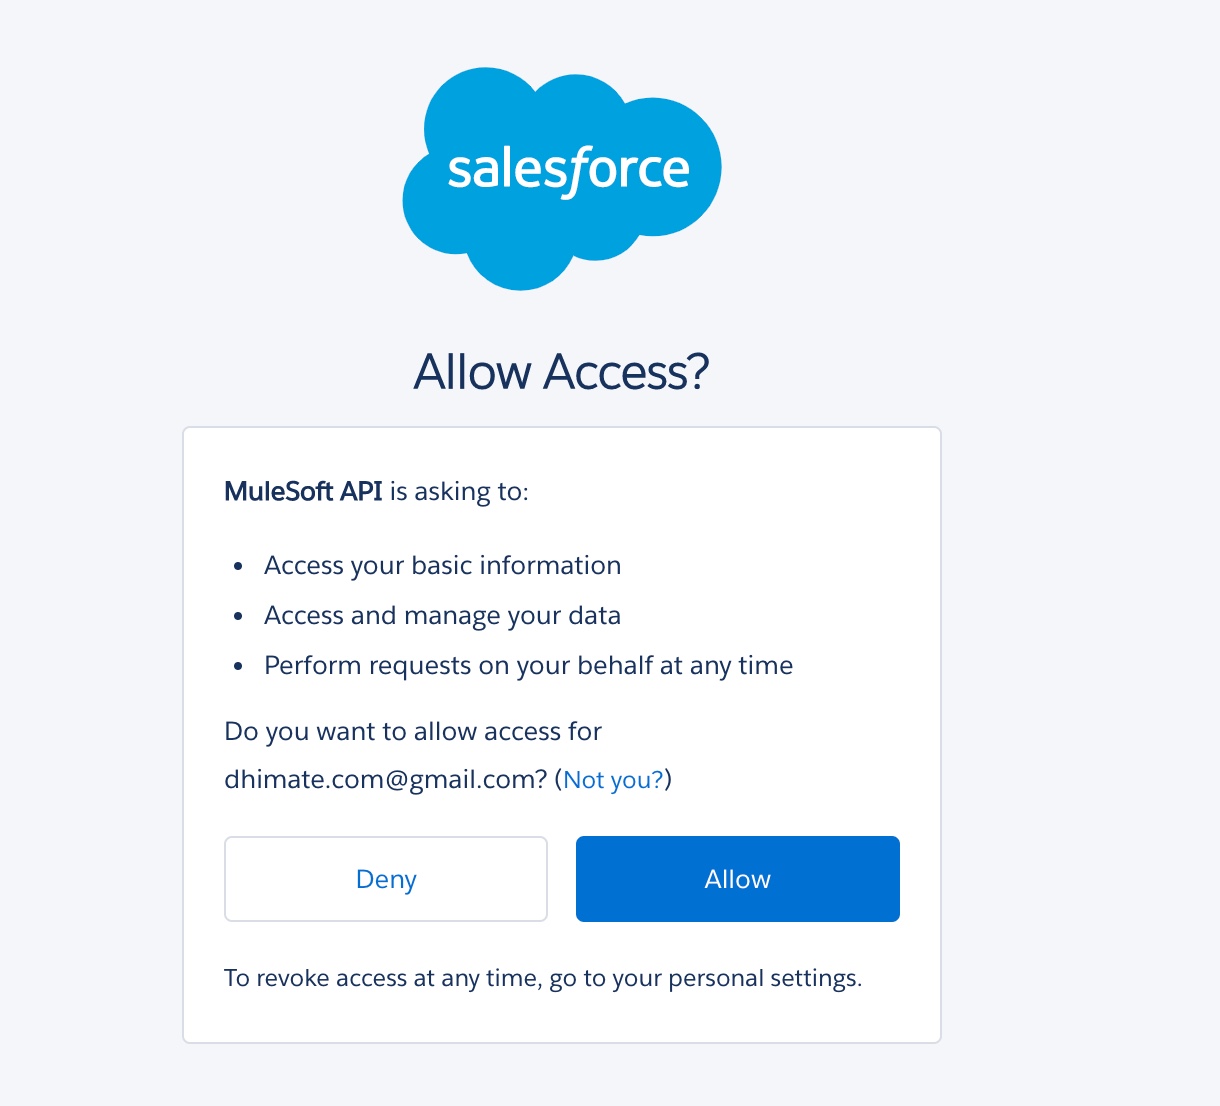 salesforce
Allow Access?
MuleSoft API is asking to:
• Access your basic information
• Access and manage your data
• Perform requests on your behalf at any time
Do you want to allow access for
dhimate.com@gmail.com? (Not you?)
Deny
Allow
To revoke access at any time, go to your personal settings.